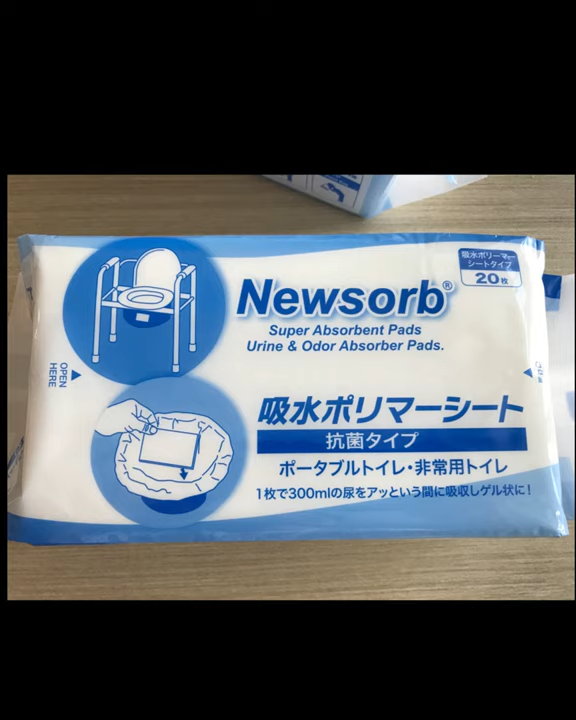 吸水ポリーマー
シートタイプ
20枚
Newsorb®
Super Absorbent Pads
Urine & Odor Absorber Pads.
OPEN
HERE
吸水ポリマーシート
抗菌タイプ
ポータブルトイレ・非常用トイレ
1枚で300mlの尿をアッという間に吸収しゲル状に!